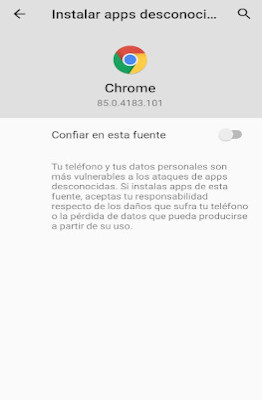 Instalar apps desconoci...
Chrome
85.0.4183.101
Confiar en esta fuente
Tu teléfono y tus datos personales son
más vulnerables a los ataques de apps
desconocidas. Si instalas apps de esta
fuente, aceptas tu responsabilidad
respecto de los daños que sufra tu teléfono
o la pérdida de datos que pueda producirse
a partir de su uso.